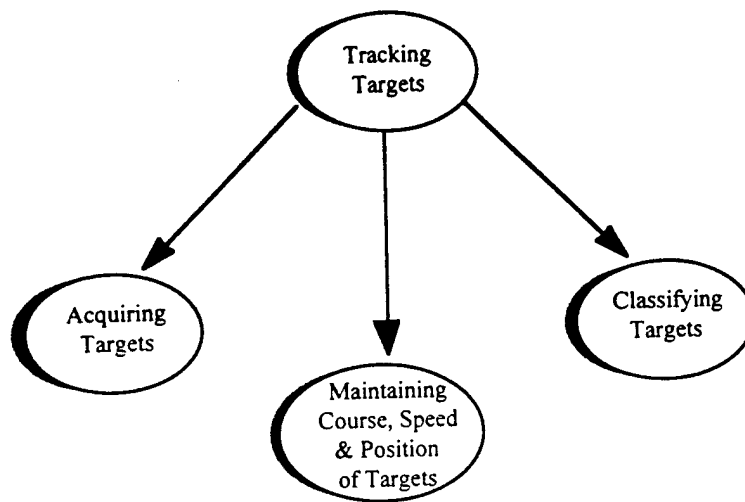 Tracking
Targets
Acquiring
Targets
Maintaining
Course, Speed
& Position
of Targets
Classifying
Targets